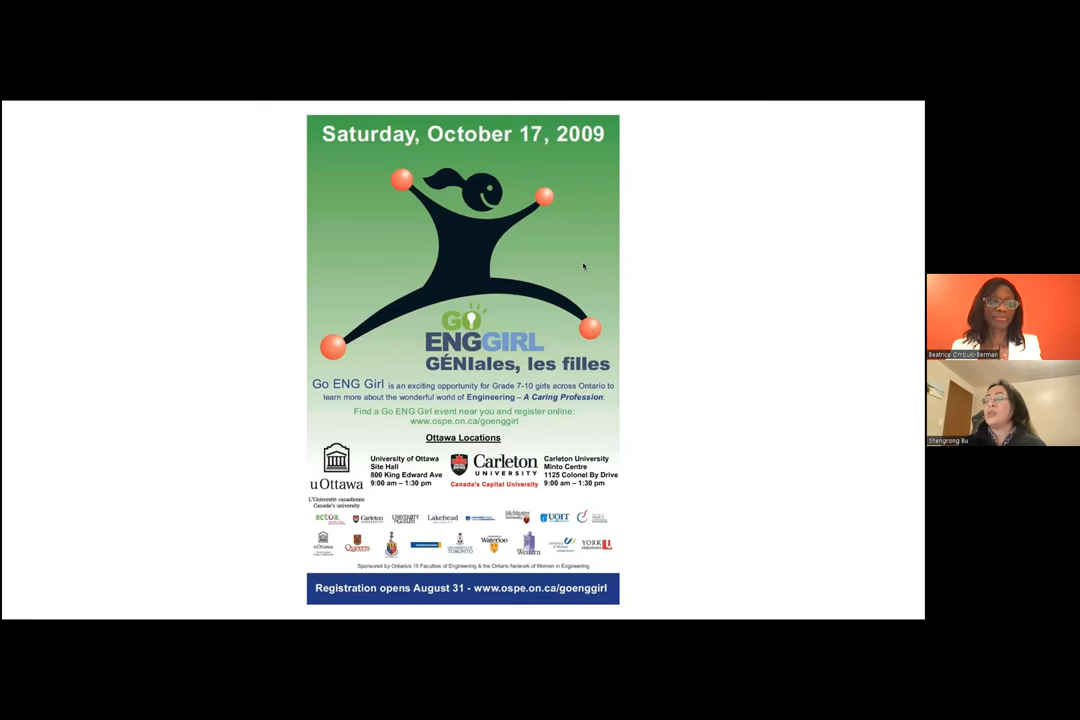 Saturday, October 17, 2009
GO
ENGGIRL
GÉNIales, les filles
Go ENG Girl is an exciting opportunity for Grade 7-10 girls across Ontario to
learn more about the wonderful world of Engineering – A Caring Profession.
Find a Go ENG Girl event near you and register online:
www.ospe.on.ca/goenggirl
Ottawa Locations
uOttawa
L'Université canadienne
Canada's university
University of Ottawa
Site Hall
800 King Edward Ave
9:00 am – 1:30 pm
Carleton
UNIVERSITY
Canada's Capital University
Carleton University
Minto Centre
1125 Colonel By Drive
9:00 am – 1:30 pm
Carleton
Lakehead
McMaster
University
UOIT
uOttawa
Queen's
TORONTO
Waterloo
Western
YORK U
Sponsored by Ontario's 15 Faculties of Engineering & the Ontario Network of Women in Engineering
Registration opens August 31 - www.ospe.on.ca/goenggirl
Beatrice Ombuki-Berman
Shengrong Bu